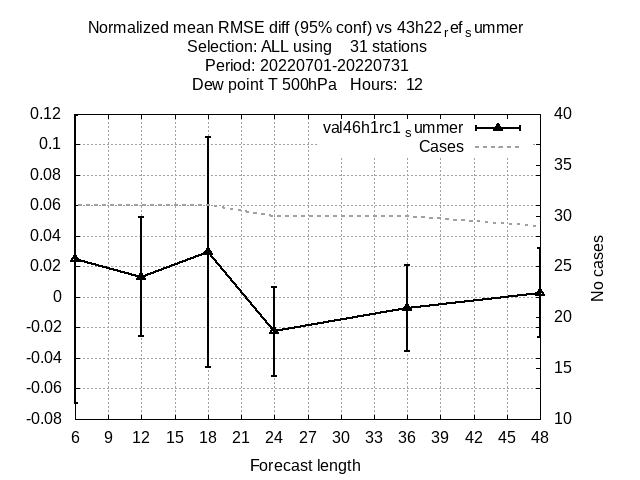 Normalized mean RMSE diff (95% conf) vs 43h22refsummer
Selection: ALL using    31 stations
Period: 20220701-20220731
Dew point T 500hPa   Hours:  12
val46h1rc1summer
Cases
0.12
0.1
0.08
0.06
0.04
0.02
0
-0.02
-0.04
-0.06
-0.08
40
35
30
25
20
15
10
No cases
6 9 12 15 18 21 24 27 30 33 36 39 42 45 48
Forecast length